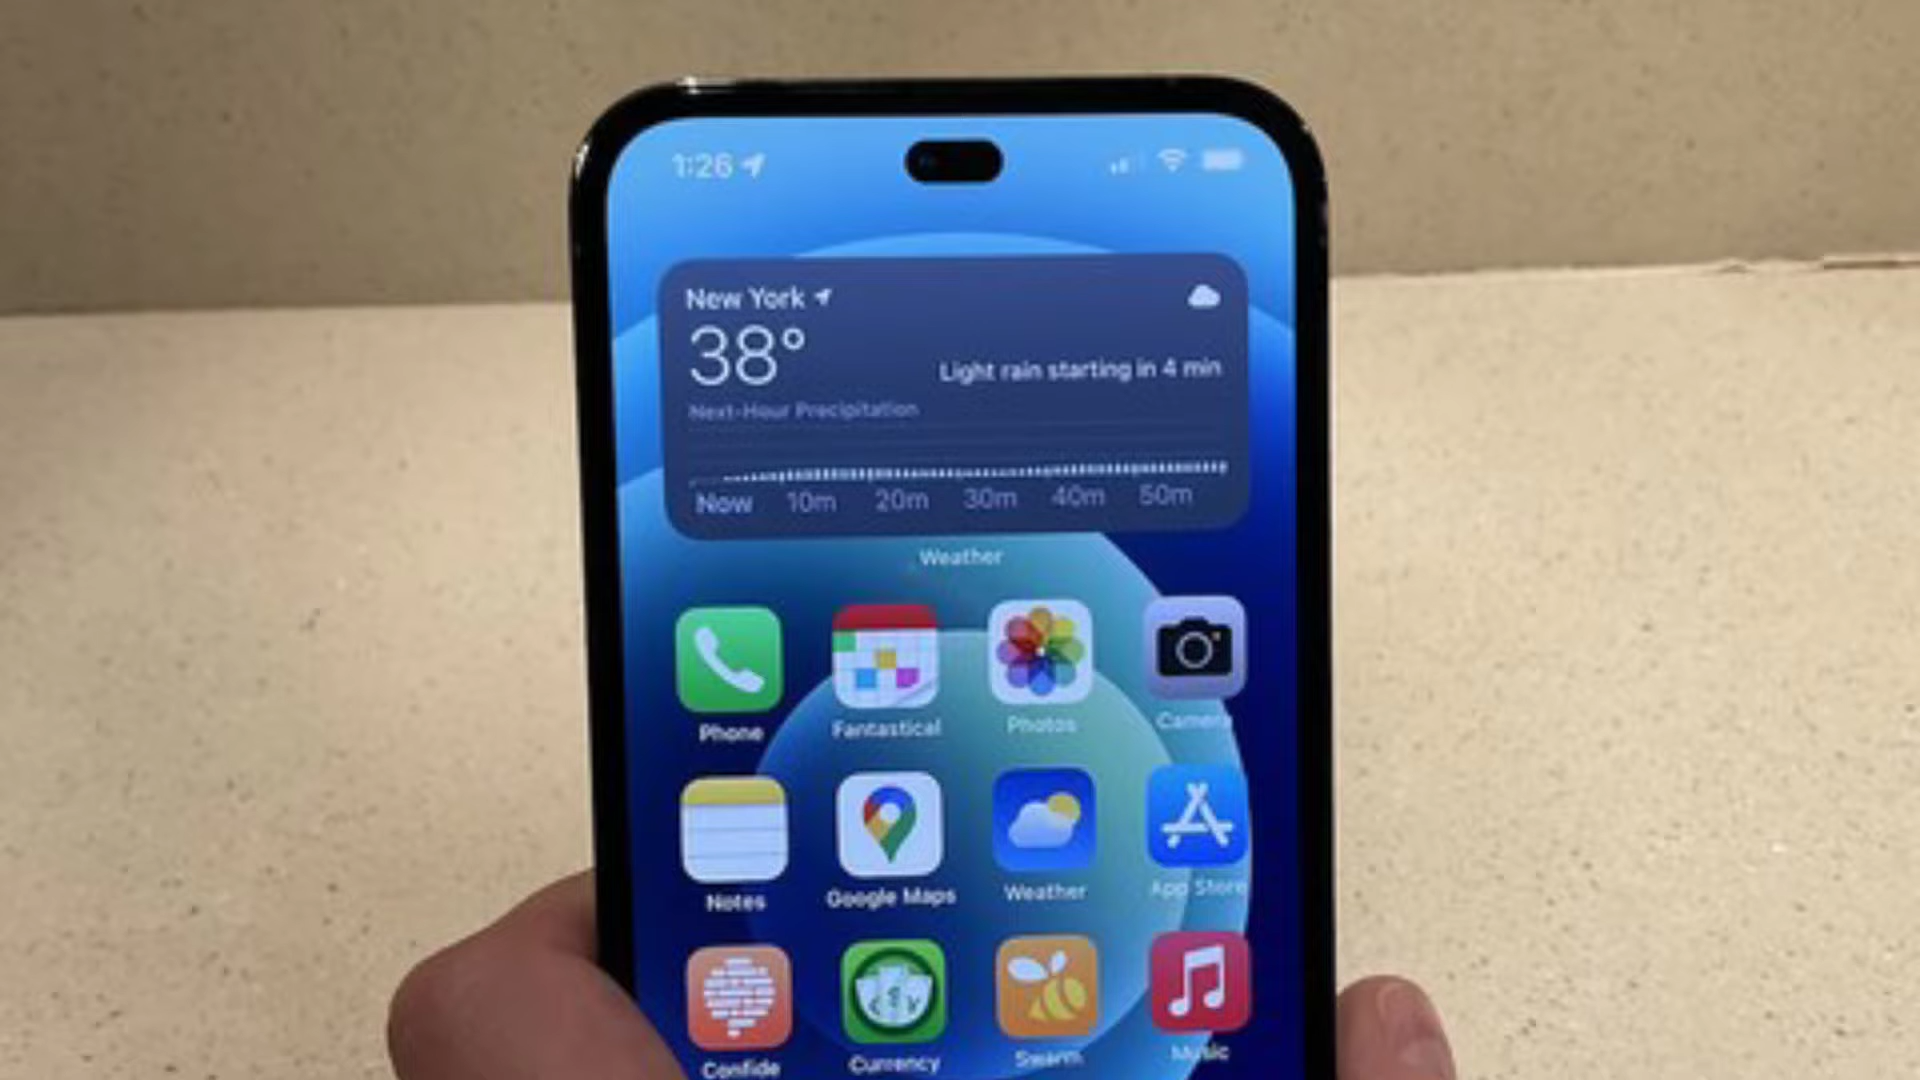 1:26
New York
38°
Light rain starting in 4 min
Next-Hour Precipitation
Now 10m 20m 30m 40m 50m
Weather
Phone Fantastical Photos Camera
Notes Google Maps Weather App Store
Confide Currency Swarm Music